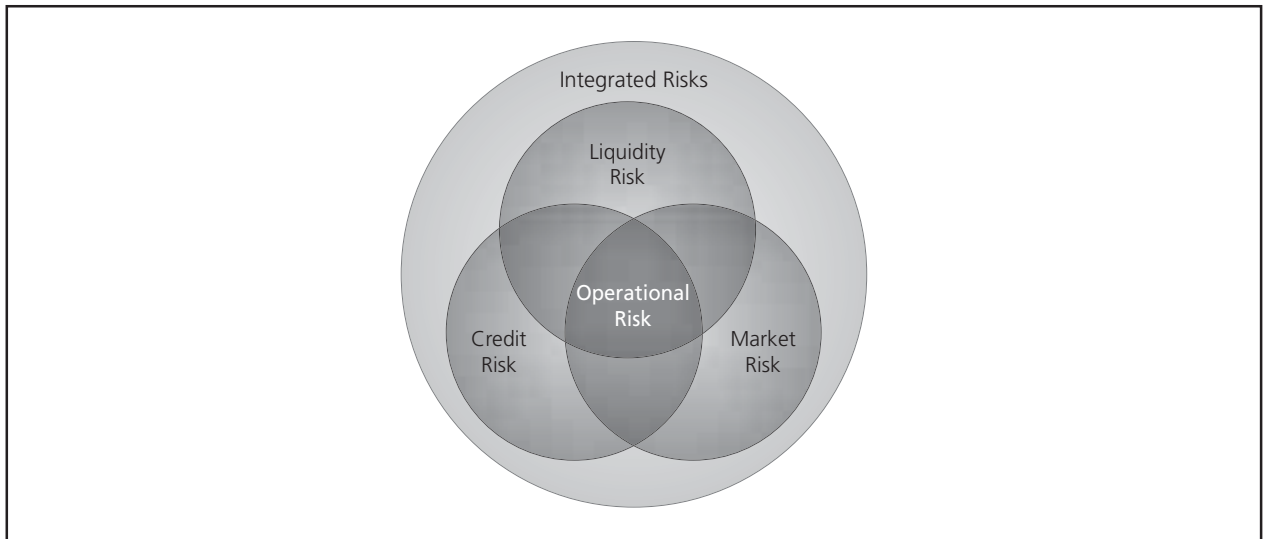 Integrated Risks
Liquidity
Risk
Operational
Risk
Credit
Risk
Market
Risk